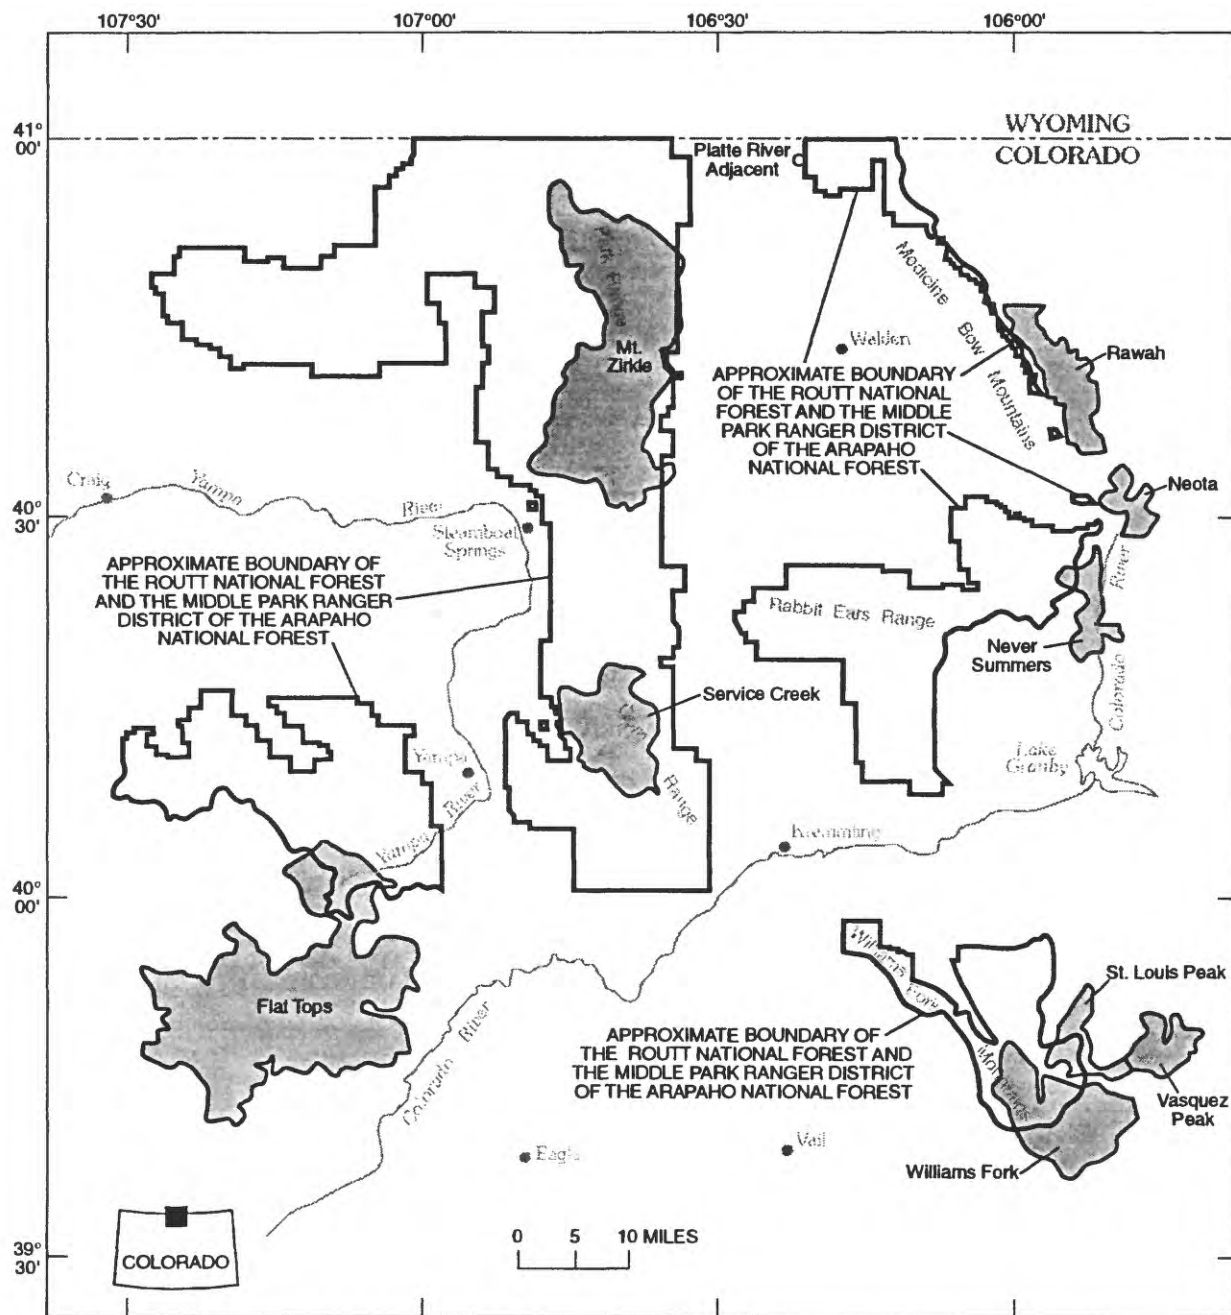 107°30' 107°00' 106°30' 106°00'
41°
00'
WYOMING
COLORADO
Platte River
Adjacent
Park Range
Medicine Bow Mountains
Mt.
Zirkle
Walden
Rawah
APPROXIMATE BOUNDARY
OF THE ROUTT NATIONAL
FOREST AND THE MIDDLE
PARK RANGER DISTRICT
OF THE ARAPAHO
NATIONAL FOREST
Craig
Yampa
River
Neota
40°
30'
Steamboat
Springs
River
APPROXIMATE BOUNDARY OF
THE ROUTT NATIONAL FOREST
AND THE MIDDLE PARK RANGER
DISTRICT OF THE ARAPAHO
NATIONAL FOREST
Rabbit Ears Range
Never
Summers
Service Creek
Colorado
Gore
Range
Yampa
Lake
Granby
Yampa River
Kremmling
40°
00'
Williams Fork
Mountains
St. Louis Peak
Flat Tops
Colorado River
APPROXIMATE BOUNDARY OF
THE ROUTT NATIONAL FOREST AND
THE MIDDLE PARK RANGER DISTRICT
OF THE ARAPAHO NATIONAL FOREST
Vasquez
Peak
Eagle
Vail
Williams Fork
0 5 10 MILES
COLORADO
39°
30'